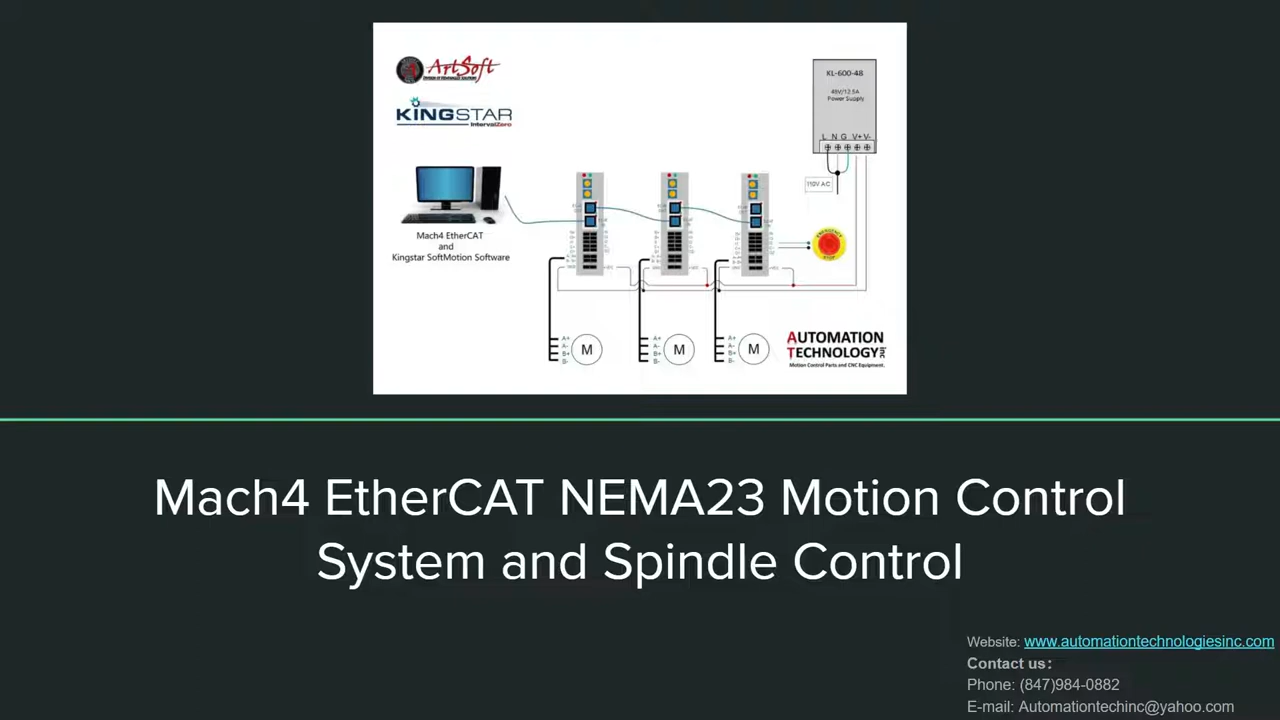 ArtSoft
KINGSTAR
IntervalZero
KL-600-48
48V/12.5A
Power Supply
L N G V+ V-
110V AC
EMERGENCY
STOP
Mach4 EtherCAT
and
Kingstar SoftMotion Software
A+
A-
B+
B-
M
A+
A-
B+
B-
M
A+
A-
B+
B-
M
AUTOMATION
TECHNOLOGY inc
Motion Control Parts and CNC Equipment.
Mach4 EtherCAT NEMA23 Motion Control
System and Spindle Control
Website: www.automationtechnologiesinc.com
Contact us:
Phone: (847)984-0882
E-mail: Automationtechinc@yahoo.com